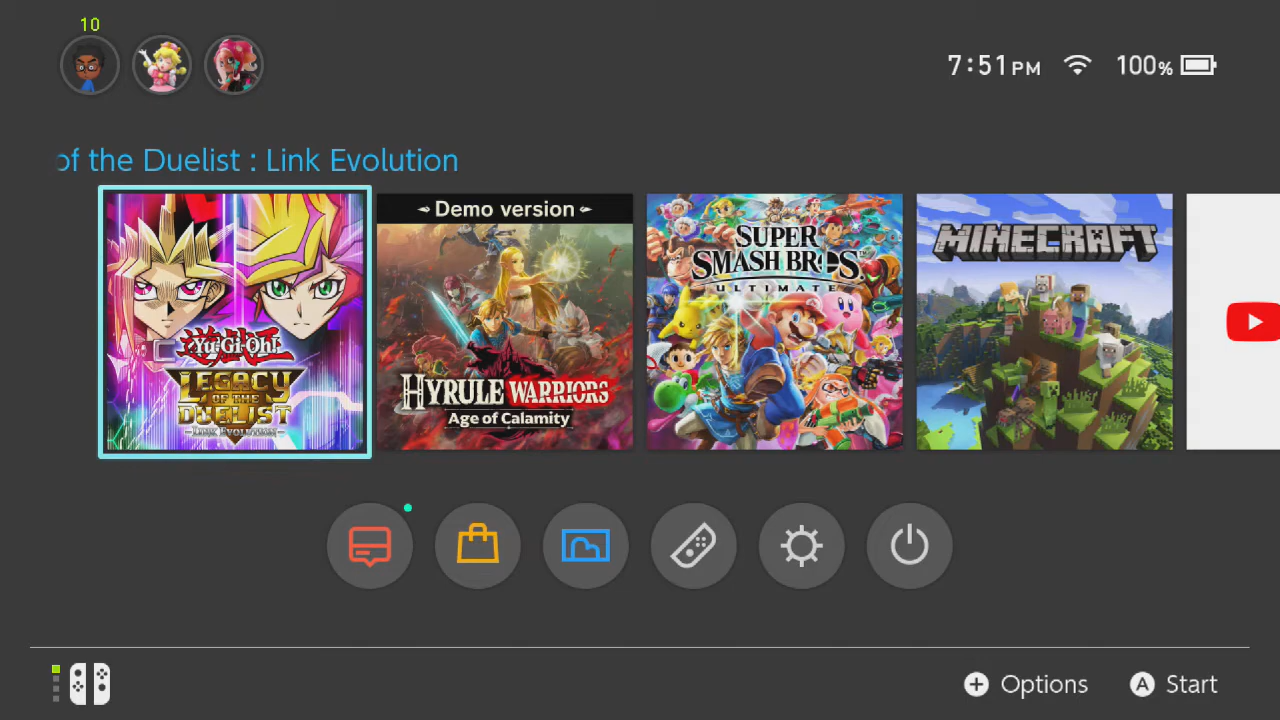 10
7:51PM 100%
of the Duelist : Link Evolution
Yu-Gi-Oh!
LEGACY
OF THE
DUELIST
-LINK EVOLUTION-
Demo version
HYRULE WARRIORS
Age of Calamity
SUPER
SMASH BROS.
ULTIMATE
MINECRAFT
Options
A Start